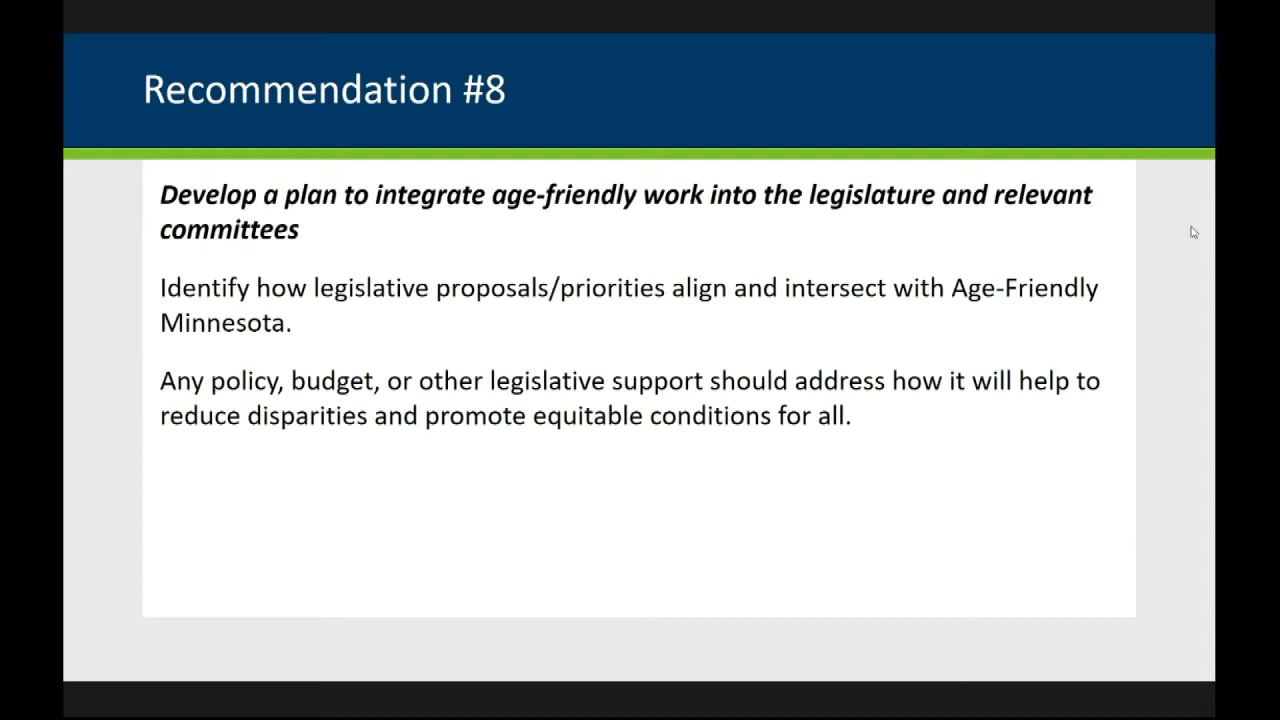 Recommendation #8
Develop a plan to integrate age-friendly work into the legislature and relevant
committees
Identify how legislative proposals/priorities align and intersect with Age-Friendly
Minnesota.
Any policy, budget, or other legislative support should address how it will help to
reduce disparities and promote equitable conditions for all.